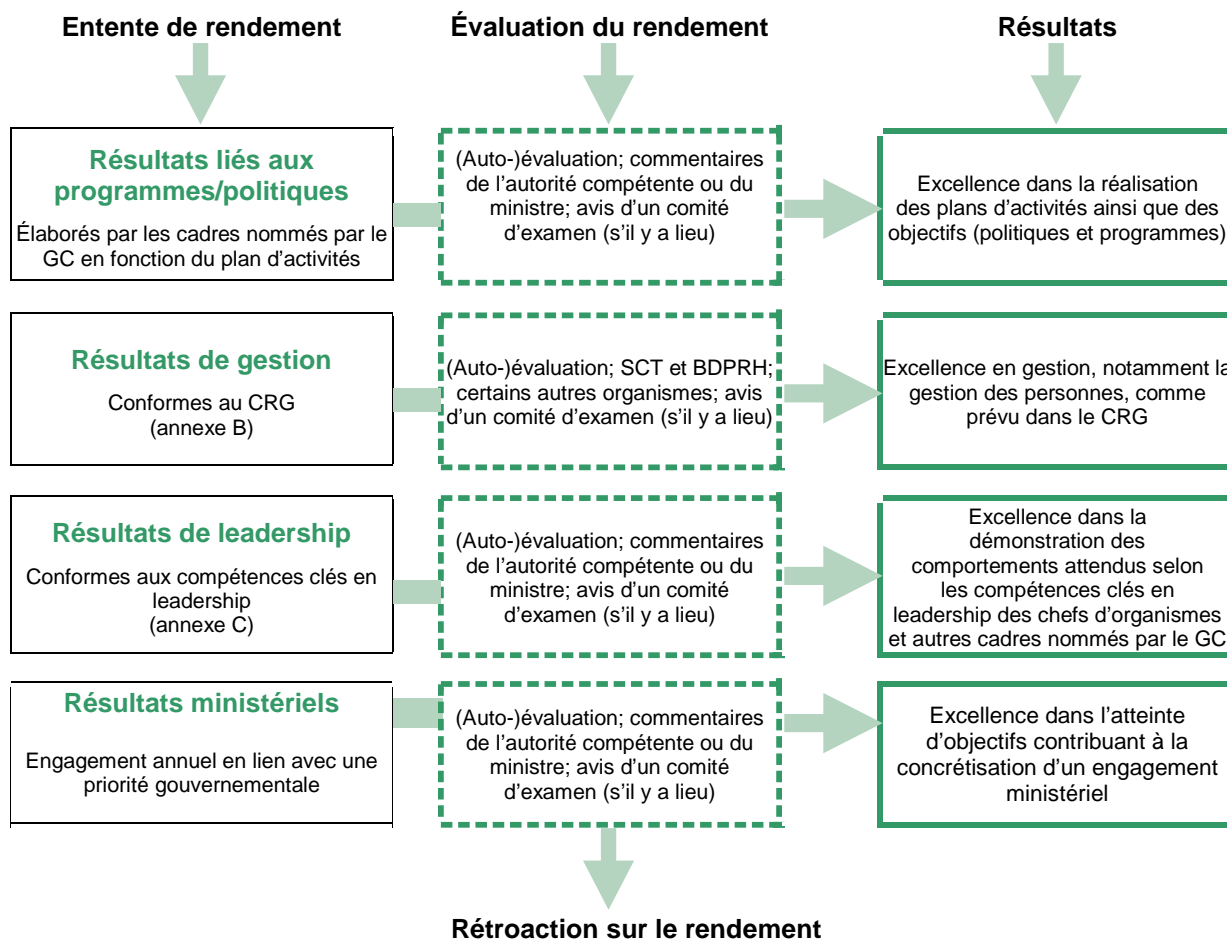 Entente de rendement
Évaluation du rendement
Résultats
Résultats liés aux
programmes/politiques
Élaborés par les cadres nommés par le
GC en fonction du plan d’activités
(Auto-)évaluation; commentaires
de l’autorité compétente ou du
ministre; avis d’un comité
d’examen (s’il y a lieu)
Excellence dans la réalisation
des plans d’activités ainsi que des
objectifs (politiques et programmes)
Résultats de gestion
Conformes au CRG
(annexe B)
(Auto-)évaluation; SCT et BDPRH;
certains autres organismes; avis
d’un comité d’examen (s’il y a lieu)
Excellence en gestion, notamment la
gestion des personnes, comme
prévu dans le CRG
Résultats de leadership
Conformes aux compétences clés en
leadership
(annexe C)
(Auto-)évaluation; commentaires
de l’autorité compétente ou du
ministre; avis d’un comité
d’examen (s’il y a lieu)
Excellence dans la
démonstration des
comportements attendus selon
les compétences clés en
leadership des chefs d’organismes
et autres cadres nommés par le GC
Résultats ministériels
Engagement annuel en lien avec une
priorité gouvernementale
(Auto-)évaluation; commentaires
de l’autorité compétente ou du
ministre; avis d’un comité
d’examen (s’il y a lieu)
Excellence dans l’atteinte
d’objectifs contribuant à la
concrétisation d’un engagement
ministériel
Rétroaction sur le rendement